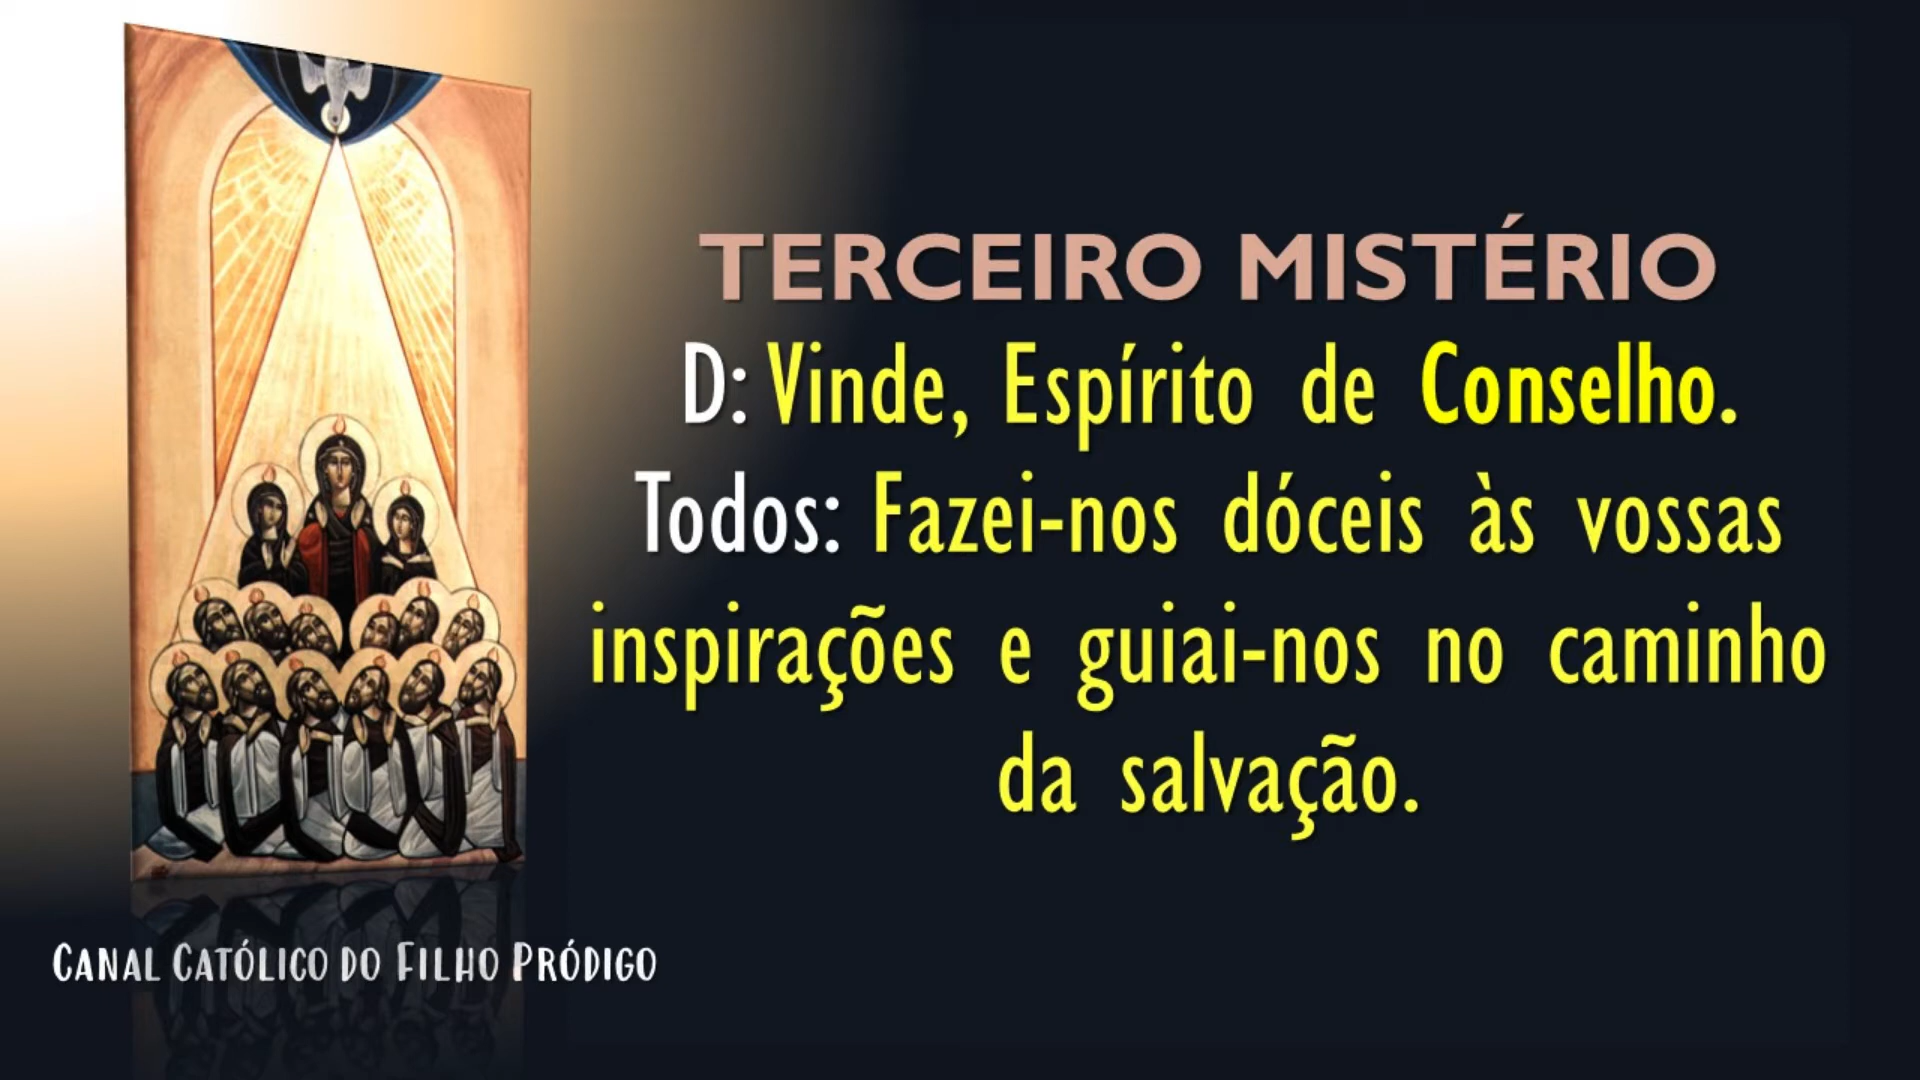 TERCEIRO MISTÉRIO
D: Vinde, Espírito de Conselho.
Todos: Fazei-nos dóceis às vossas
inspirações e guiai-nos no caminho
da salvação.
CANAL CATÓLICO DO FILHO PRÓDIGO